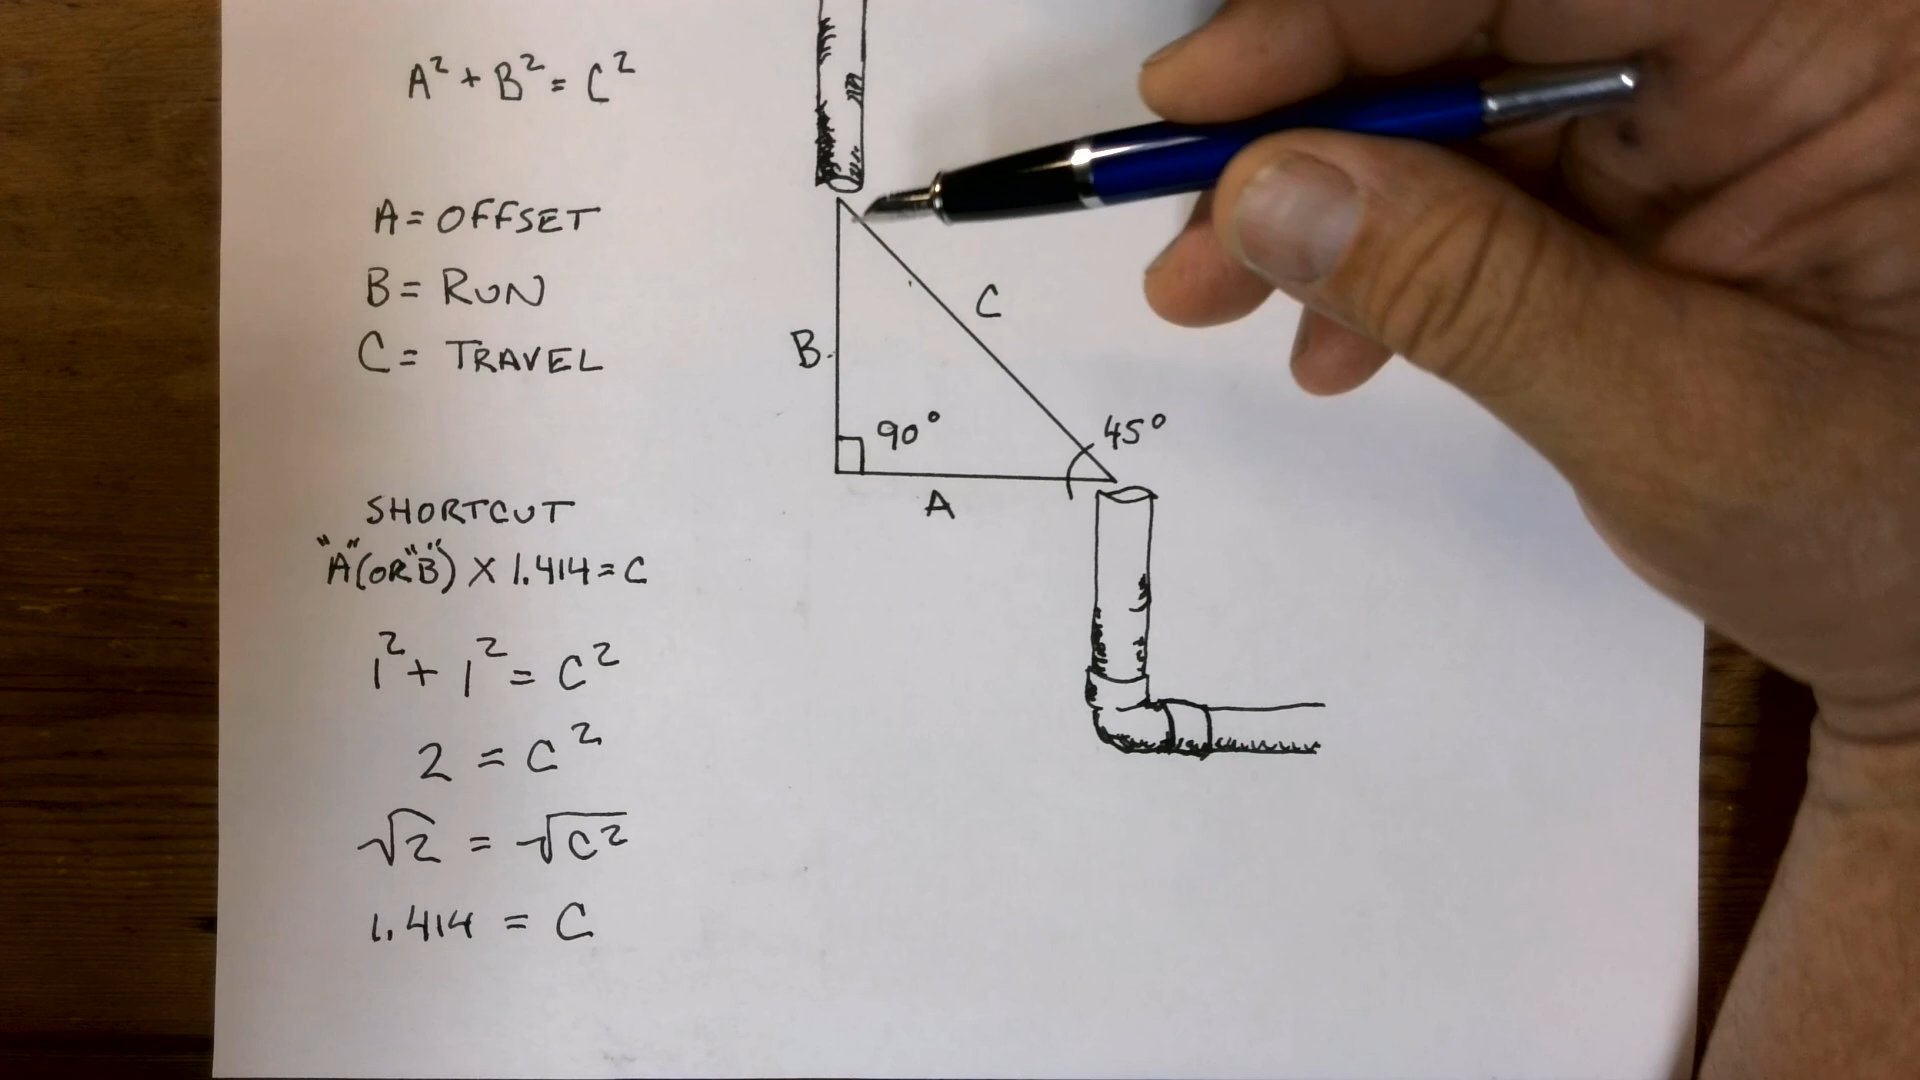 A² + B² = C²
A = OFFSET
B = RUN
C = TRAVEL
SHORTCUT
"A"(OR"B") X 1.414 = C
1² + 1² = C²
2 = C²
√2 = √C²
1.414 = C
B
C
90°
45°
A